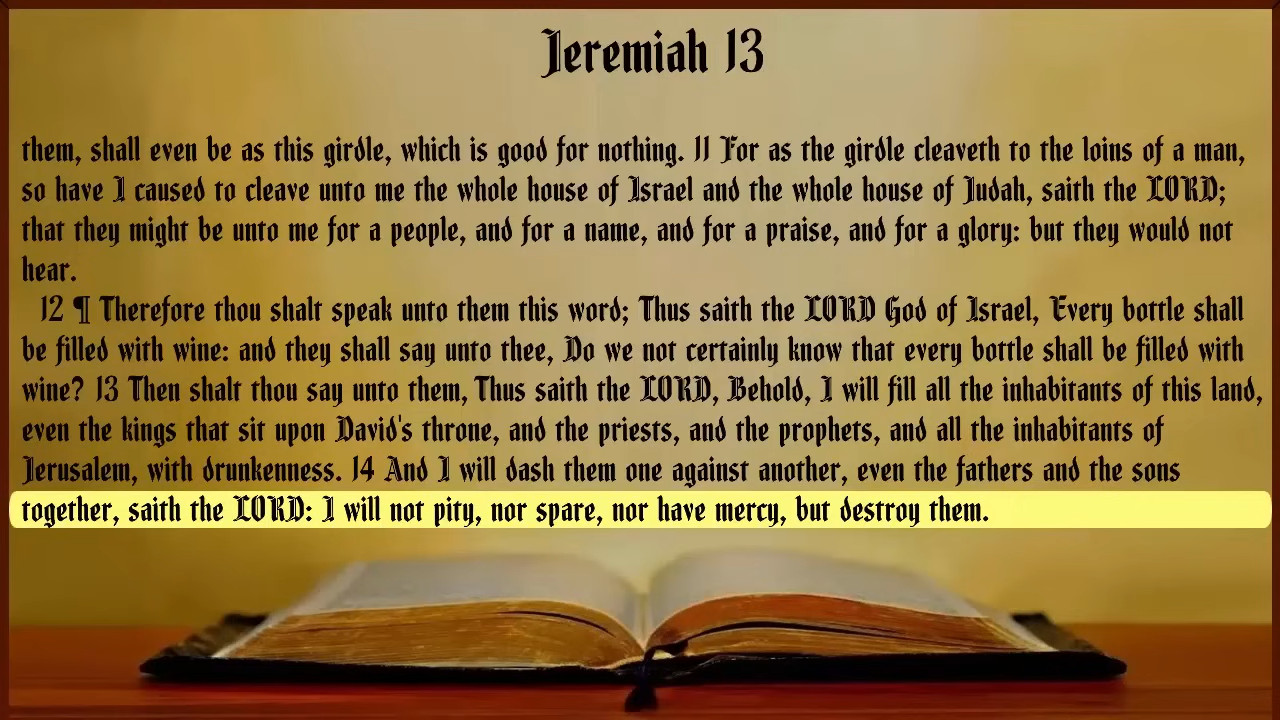 Jeremiah 13
them, shall even be as this girdle, which is good for nothing. 11 For as the girdle cleaveth to the loins of a man,
so have I caused to cleave unto me the whole house of Israel and the whole house of Judah, saith the LORD;
that they might be unto me for a people, and for a name, and for a praise, and for a glory: but they would not
hear.
12 ¶ Therefore thou shalt speak unto them this word; Thus saith the LORD God of Israel, Every bottle shall
be filled with wine: and they shall say unto thee, Do we not certainly know that every bottle shall be filled with
wine? 13 Then shalt thou say unto them, Thus saith the LORD, Behold, I will fill all the inhabitants of this land,
even the kings that sit upon David's throne, and the priests, and the prophets, and all the inhabitants of
Jerusalem, with drunkenness. 14 And I will dash them one against another, even the fathers and the sons
together, saith the LORD: I will not pity, nor spare, nor have mercy, but destroy them.